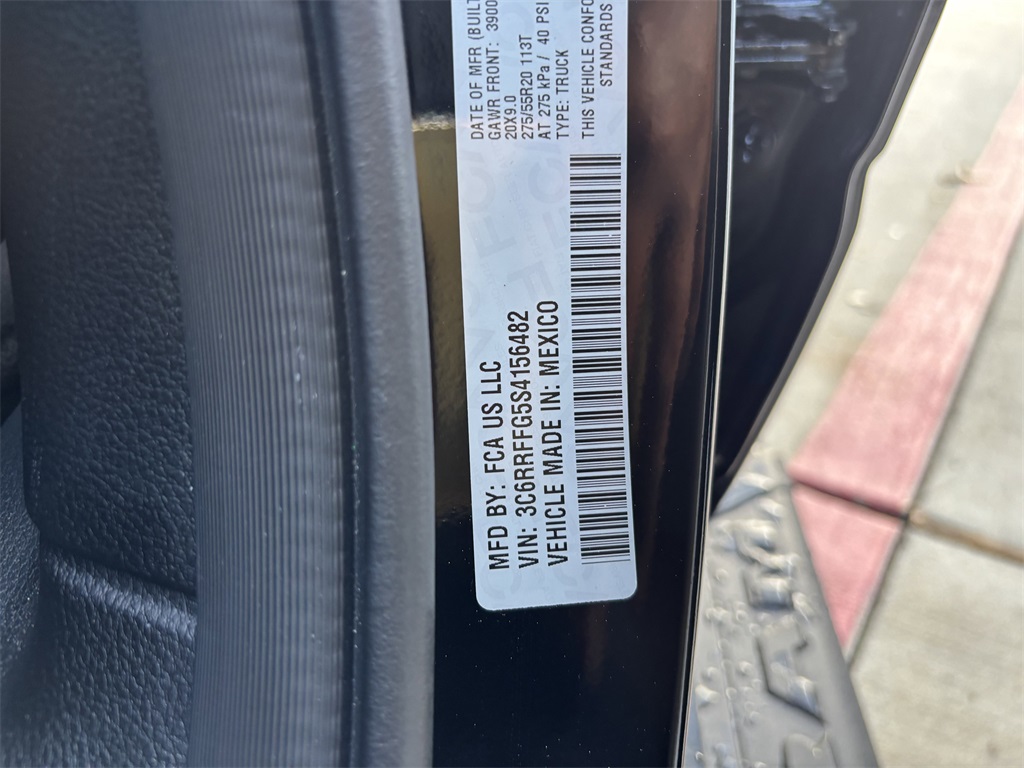 DATE OF MFR (BUILT
GAWR FRONT: 3900
20X9.0
275/55R20 113T
AT 275 kPa / 40 PSI
TYPE: TRUCK
THIS VEHICLE CONFO
STANDARDS
MFD BY: FCA US LLC
VIN: 3C6RRFFG5S4156482
VEHICLE MADE IN: MEXICO
RAM